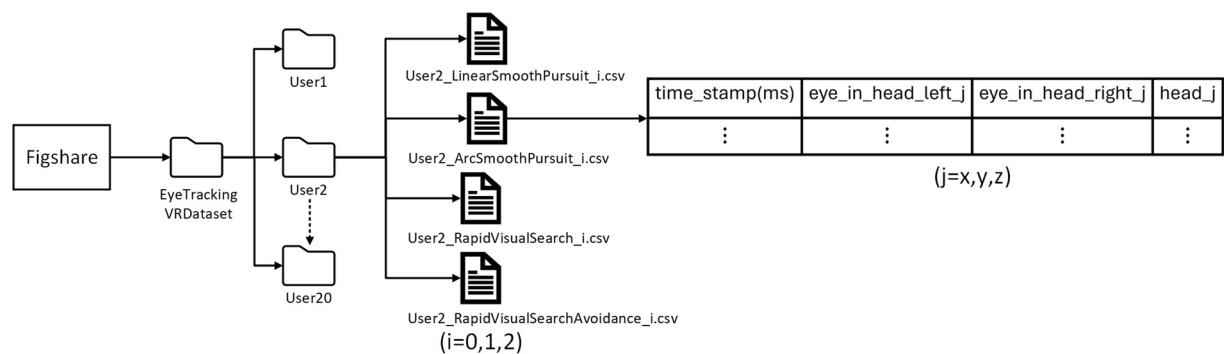 Figshare
EyeTracking
VRDataset
User1
User2
User20
User2_LinearSmoothPursuit_i.csv
User2_ArcSmoothPursuit_i.csv
User2_RapidVisualSearch_i.csv
User2_RapidVisualSearchAvoidance_i.csv
(i=0,1,2)
time_stamp(ms) eye_in_head_left_j eye_in_head_right_j head_j
⋮ ⋮ ⋮ ⋮
(j=x,y,z)